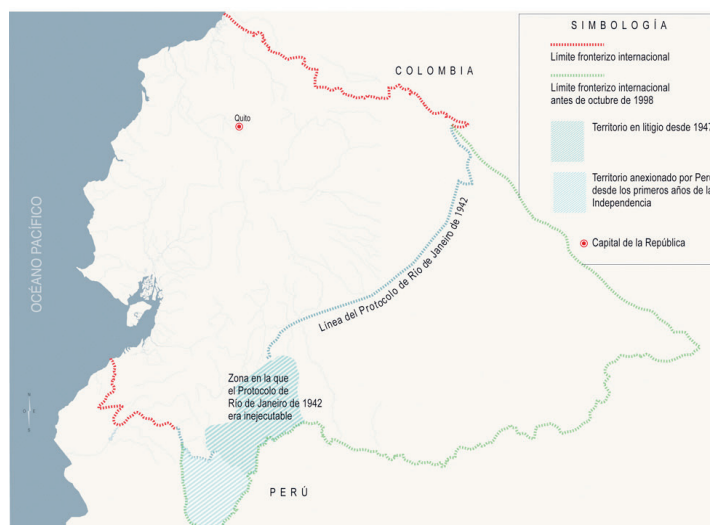 SIMBOLOGÍA
Límite fronterizo internacional
Límite fronterizo internacional
antes de octubre de 1998
Territorio en litigio desde 1947
Territorio anexionado por Perú
desde los primeros años de la
Independencia
Capital de la República
COLOMBIA
Quito
OCÉANO PACÍFICO
Línea del Protocolo de Río de Janeiro de 1942
Zona en la que
el Protocolo de
Río de Janeiro de 1942
era inejecutable
PERÚ